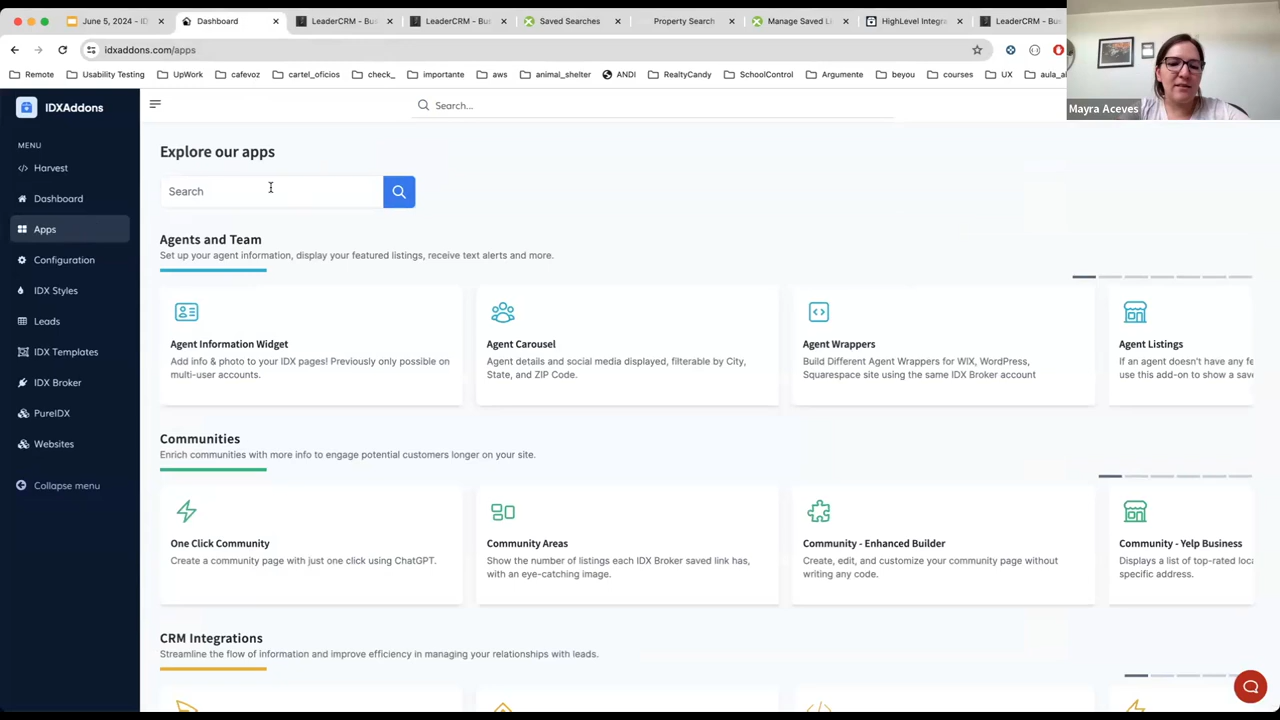 June 5, 2024 - iD
Dashboard
LeaderCRM - Bus
LeaderCRM - Bus
Saved Searches
Property Search
Manage Saved Li
HighLevel Integra
LeaderCRM - Bu
idxaddons.com/apps
Remote
Usability Testing
UpWork
cafevoz
cartel_oficios
check_
importante
aws
animal_shelter
ANDI
RealtyCandy
SchoolControl
Argumente
beyou
courses
UX
Mayra Aceves
IDXAddons
Search...
MENU
Harvest
Dashboard
Apps
Configuration
IDX Styles
Leads
IDX Templates
IDX Broker
PureIDX
Websites
Collapse menu
Explore our apps
Search
Agents and Team
Set up your agent information, display your featured listings, receive text alerts and more.
Agent Information Widget
Add info & photo to your IDX pages! Previously only possible on
multi-user accounts.
Agent Carousel
Agent details and social media displayed, filterable by City,
State, and ZIP Code.
Agent Wrappers
Build Different Agent Wrappers for WIX, WordPress,
Squarespace site using the same IDX Broker account
Agent Listings
If an agent doesn't have any fe
use this add-on to show a save
Communities
Enrich communities with more info to engage potential customers longer on your site.
One Click Community
Create a community page with just one click using ChatGPT.
Community Areas
Show the number of listings each IDX Broker saved link has,
with an eye-catching image.
Community - Enhanced Builder
Create, edit, and customize your community page without
writing any code.
Community - Yelp Business
Displays a list of top-rated loca
specific address.
CRM Integrations
Streamline the flow of information and improve efficiency in managing your relationships with leads.